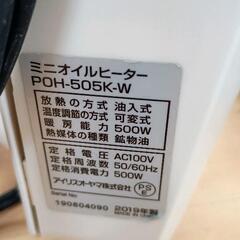 ミニオイルヒーター
POH-505K-W
放熱の方式 油入式
温度調節の方式 可変式
暖房能力 500W
熱媒体の種類 鉱物油
定格電圧 AC100V
定格周波数 50/60Hz
定格消費電力 500W
アイリスオーヤマ株式会社
PS
E
Serial No.
190604090 2019年製